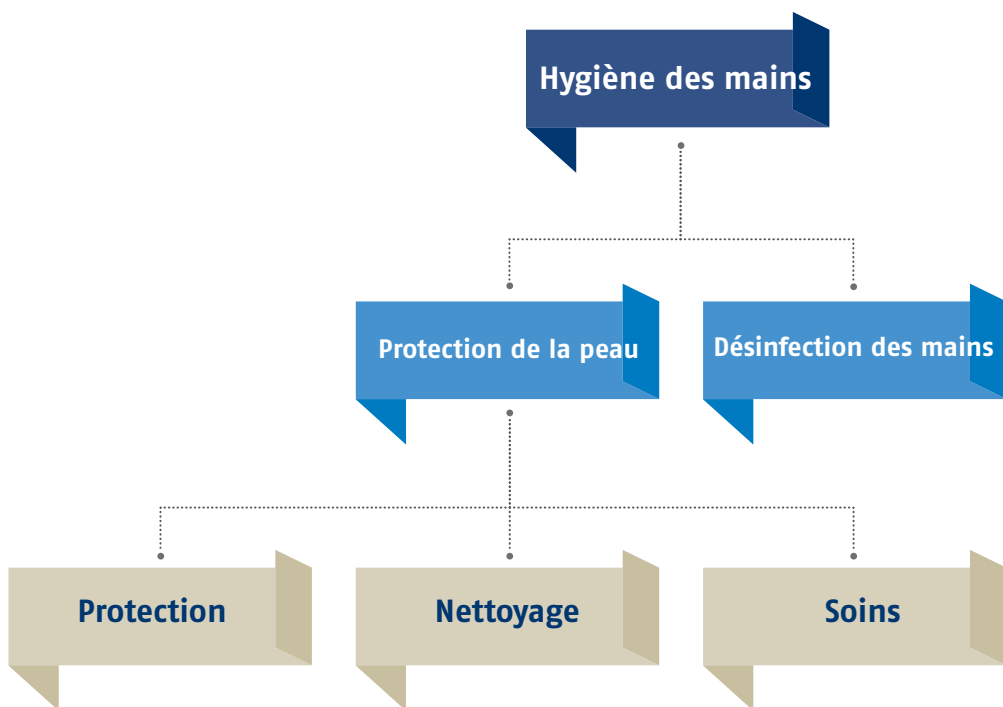 Hygiène des mains
Protection de la peau
Désinfection des mains
Protection
Nettoyage
Soins